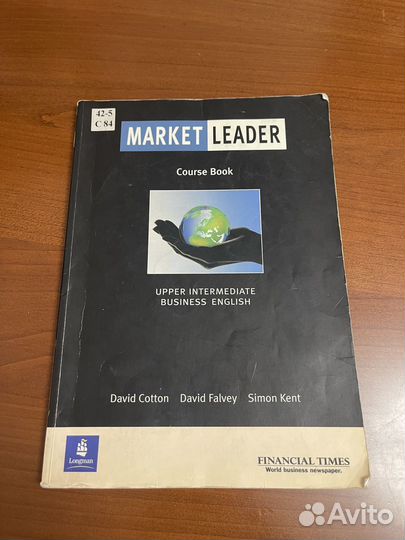 42-5
C 84
MARKET LEADER
Course Book
UPPER INTERMEDIATE
BUSINESS ENGLISH
David Cotton David Falvey Simon Kent
Longman
FINANCIAL TIMES
World business newspaper.
Avito